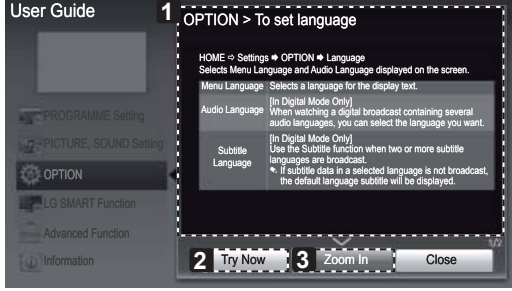 User Guide
1
OPTION > To set language
HOME ⇨ Settings ➡ OPTION ➡ Language
Selects Menu Language and Audio Language displayed on the screen.
Menu Language Selects a language for the display text.
Audio Language
[In Digital Mode Only]
When watching a digital broadcast containing several
audio languages, you can select the language you want.
Subtitle
Language
[In Digital Mode Only]
Use the Subtitle function when two or more subtitle
languages are broadcast.
✎ If subtitle data in a selected language is not broadcast,
the default language subtitle will be displayed.
PROGRAMME Setting
PICTURE, SOUND Setting
OPTION
LG SMART Function
Advanced Function
Information
1/2
2 Try Now
3 Zoom In
Close